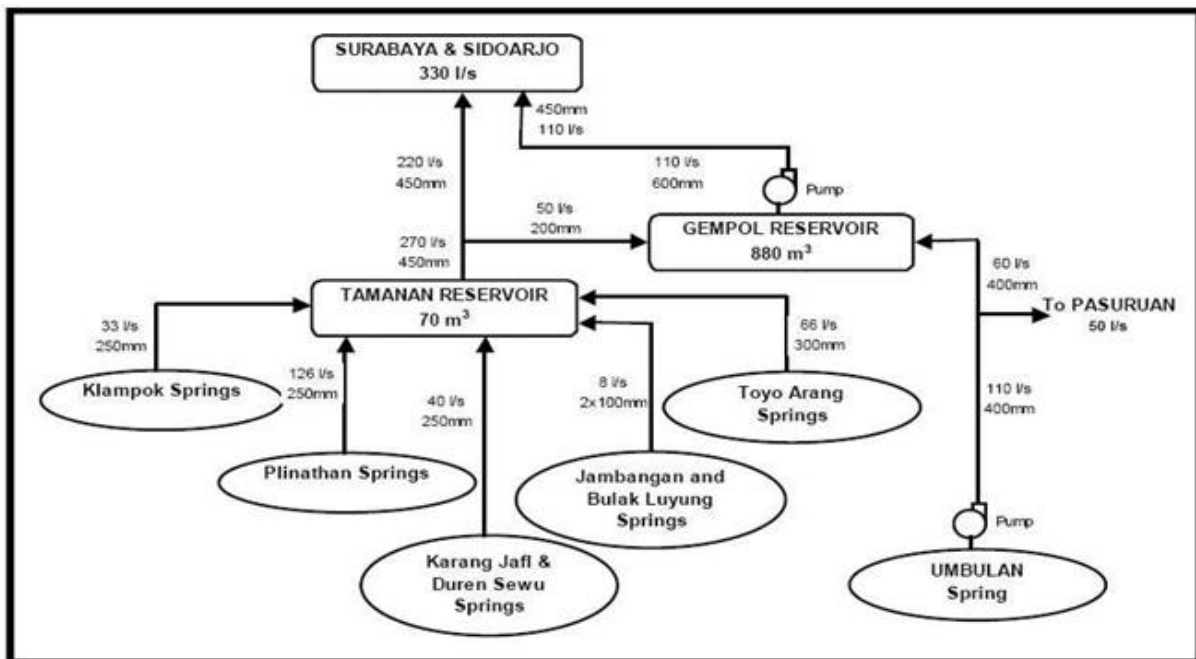 SURABAYA & SIDOARJO
330 l/s
450mm
110 l/s
220 l/s
450mm
110 l/s
600mm
Pump
50 l/s
200mm
GEMPOL RESERVOIR
880 m³
270 l/s
450mm
60 l/s
400mm
TAMANAN RESERVOIR
70 m³
To PASURUAN
50 l/s
33 l/s
250mm
66 l/s
300mm
126 l/s
250mm
8 l/s
2×100mm
40 l/s
250mm
110 l/s
400mm
Klampok Springs
Toyo Arang
Springs
Plinathan Springs
Jambangan and
Bulak Luyung
Springs
Pump
Karang Jafl &
Duren Sewu
Springs
UMBULAN
Spring